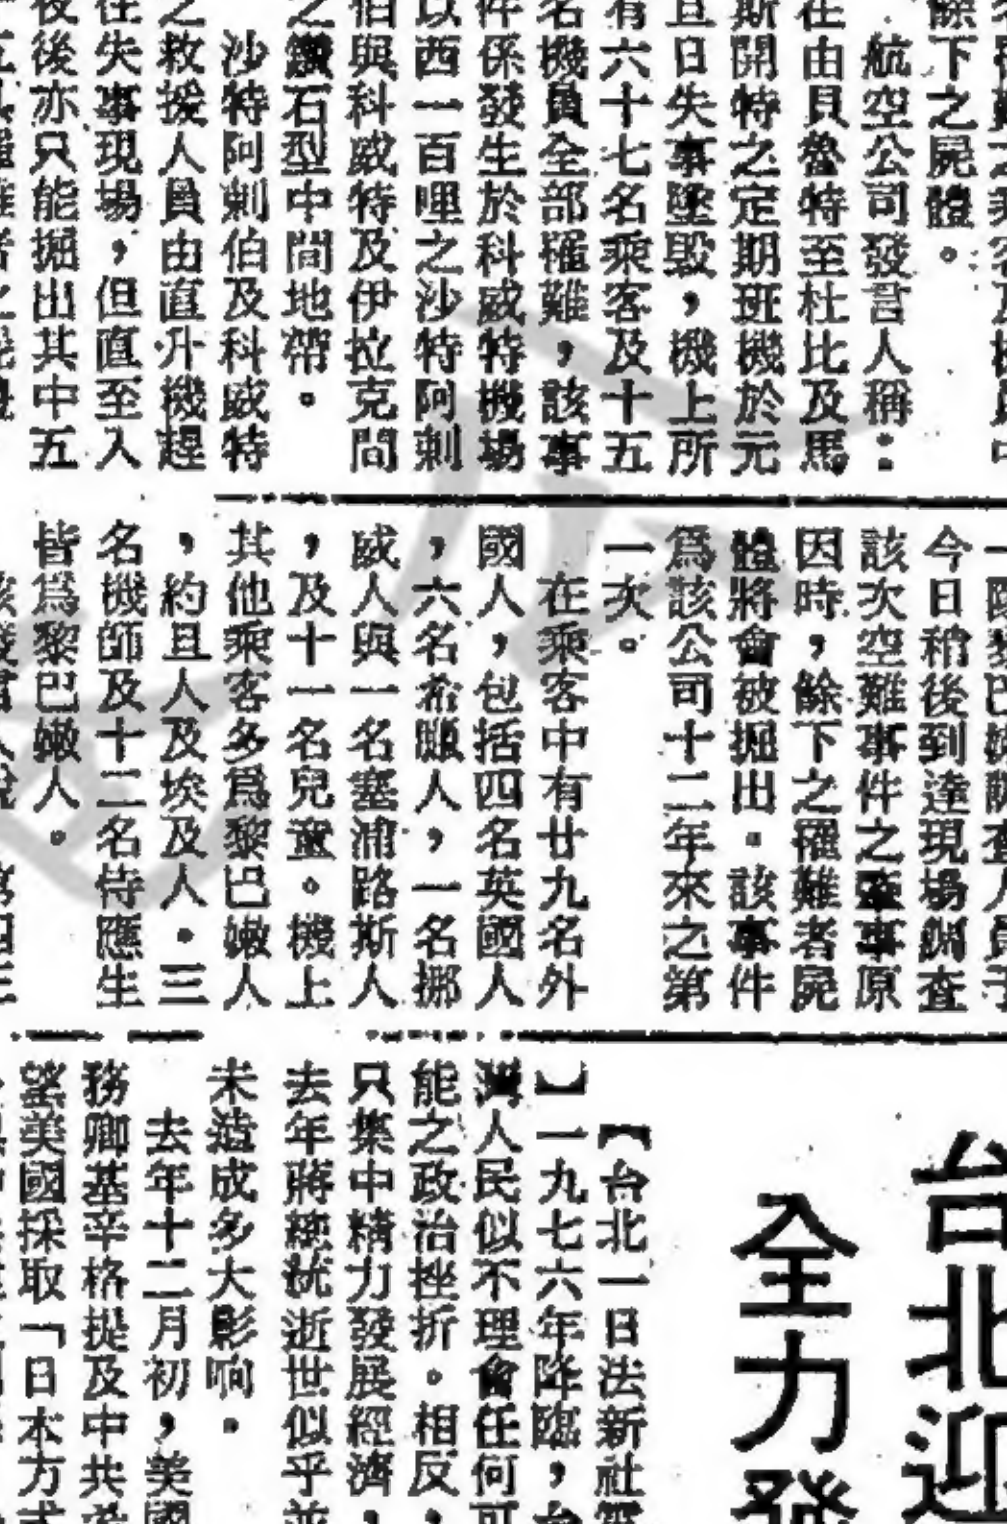 餘下之屍體。
航空公司發言人稱：
在由貝魯特至杜比及馬
斯開特之定期班機於元
旦日失事墜毀，機上所
有六十七名乘客及十五
名機員全部罹難，該事
件係發生於科威特機場
以西一百哩之沙特阿剌
伯與科威特及伊拉克間
之鑽石型中間地帶。
沙特阿剌伯及科威特
之救援人員由直升機趕
往失事現場，但直至入
夜後亦只能掘出其中五
今日稍後到達現場調查
該次空難事件之肇事原
因時，餘下之罹難者屍
體將會被掘出。該事件
為該公司十二年來之第
一次。
在乘客中有廿九名外
國人，包括四名英國人
，六名希臘人，一名挪
威人與一名塞浦路斯人
，及十一名兒童。機上
其他乘客多為黎巴嫩人
，約且人及埃及人。三
名機師及十二名侍應生
皆為黎巴嫩人。
台北迎
全力發
【台北一日法新社電
】一九七六年降臨，台
灣人民似不理會任何可
能之政治挫折。相反，
只集中精力發展經濟，
去年蔣總統逝世似乎並
未造成多大影响。
去年十二月初，美國
務卿基辛格提及中共希
望美國採取「日本方式